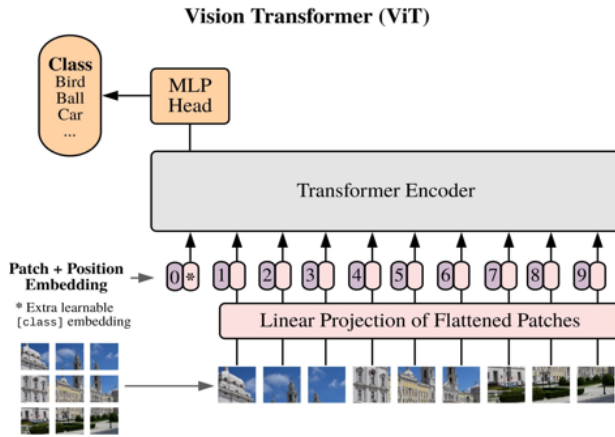 Vision Transformer (ViT)
Class
Bird
Ball
Car
...
MLP
Head
Transformer Encoder
Patch + Position
Embedding
0 * 1 2 3 4 5 6 7 8 9
* Extra learnable
[class] embedding
Linear Projection of Flattened Patches